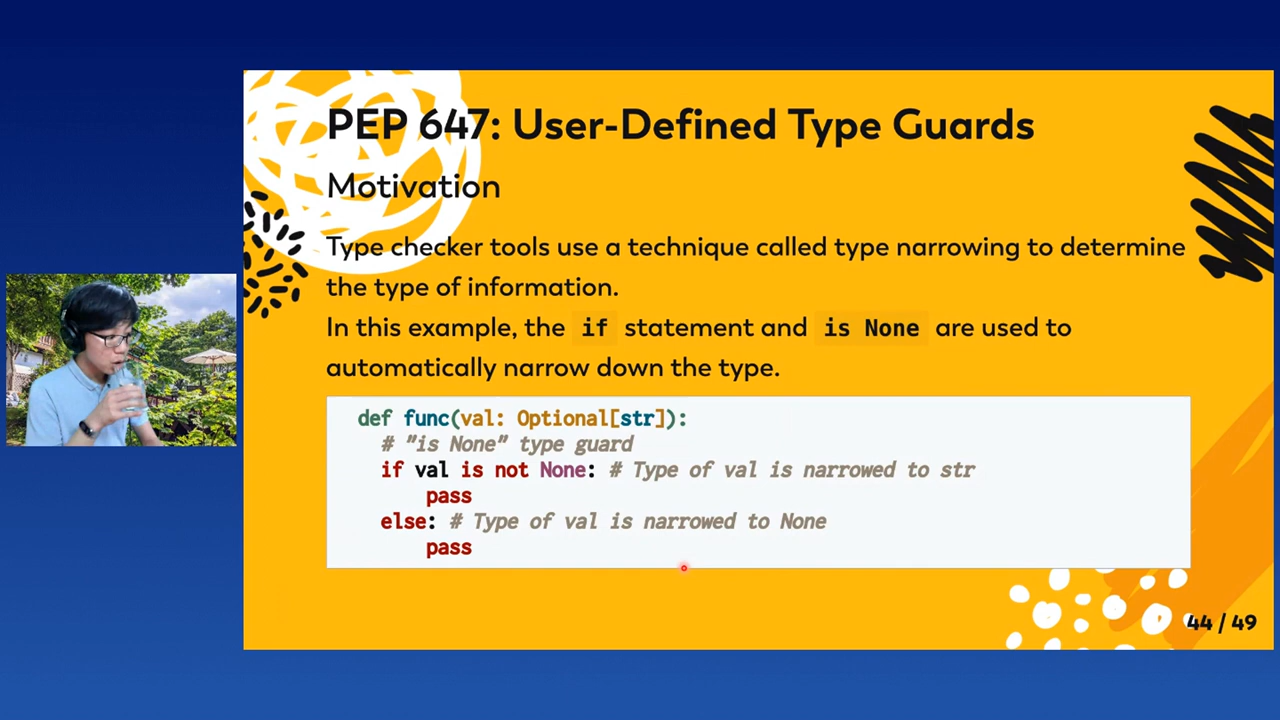 PEP 647: User-Defined Type Guards
Motivation
Type checker tools use a technique called type narrowing to determine
the type of information.
In this example, the if statement and is None are used to
automatically narrow down the type.
def func(val: Optional[str]):
# "is None" type guard
if val is not None: # Type of val is narrowed to str
pass
else: # Type of val is narrowed to None
pass
44 / 49